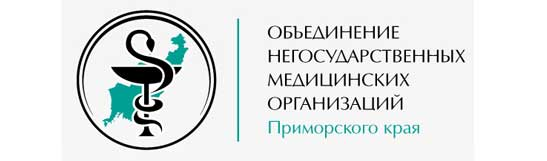 ОБЪЕДИНЕНИЕ
НЕГОСУДАРСТВЕННЫХ
МЕДИЦИНСКИХ
ОРГАНИЗАЦИЙ
Приморского края